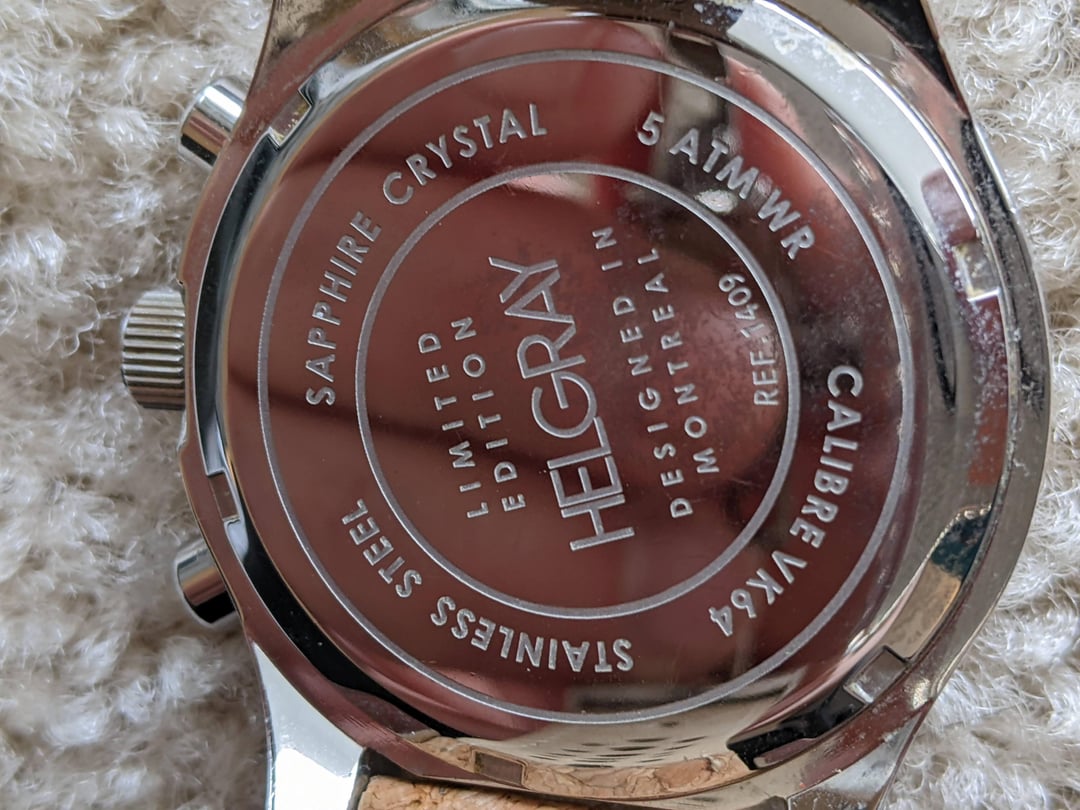 LIMITED
EDITION
HELGRAY
DESIGNED IN
MONTREAL
REF.1409
SAPPHIRE CRYSTAL
5 ATM WR
CALIBRE VK64
STAINLESS STEEL